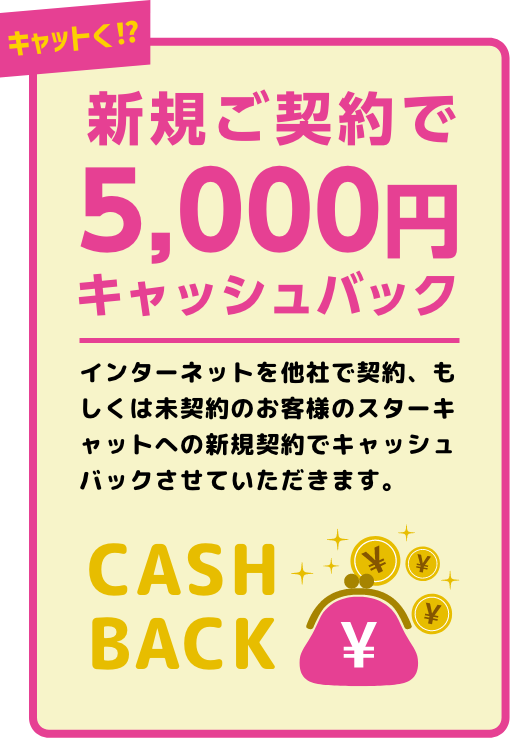 キャットく!?
新規ご契約で
5,000円
キャッシュバック
インターネットを他社で契約、も
しくは未契約のお客様のスターキ
ャットへの新規契約でキャッシュ
バックさせていただきます。
CASH
BACK
¥
¥
¥
¥